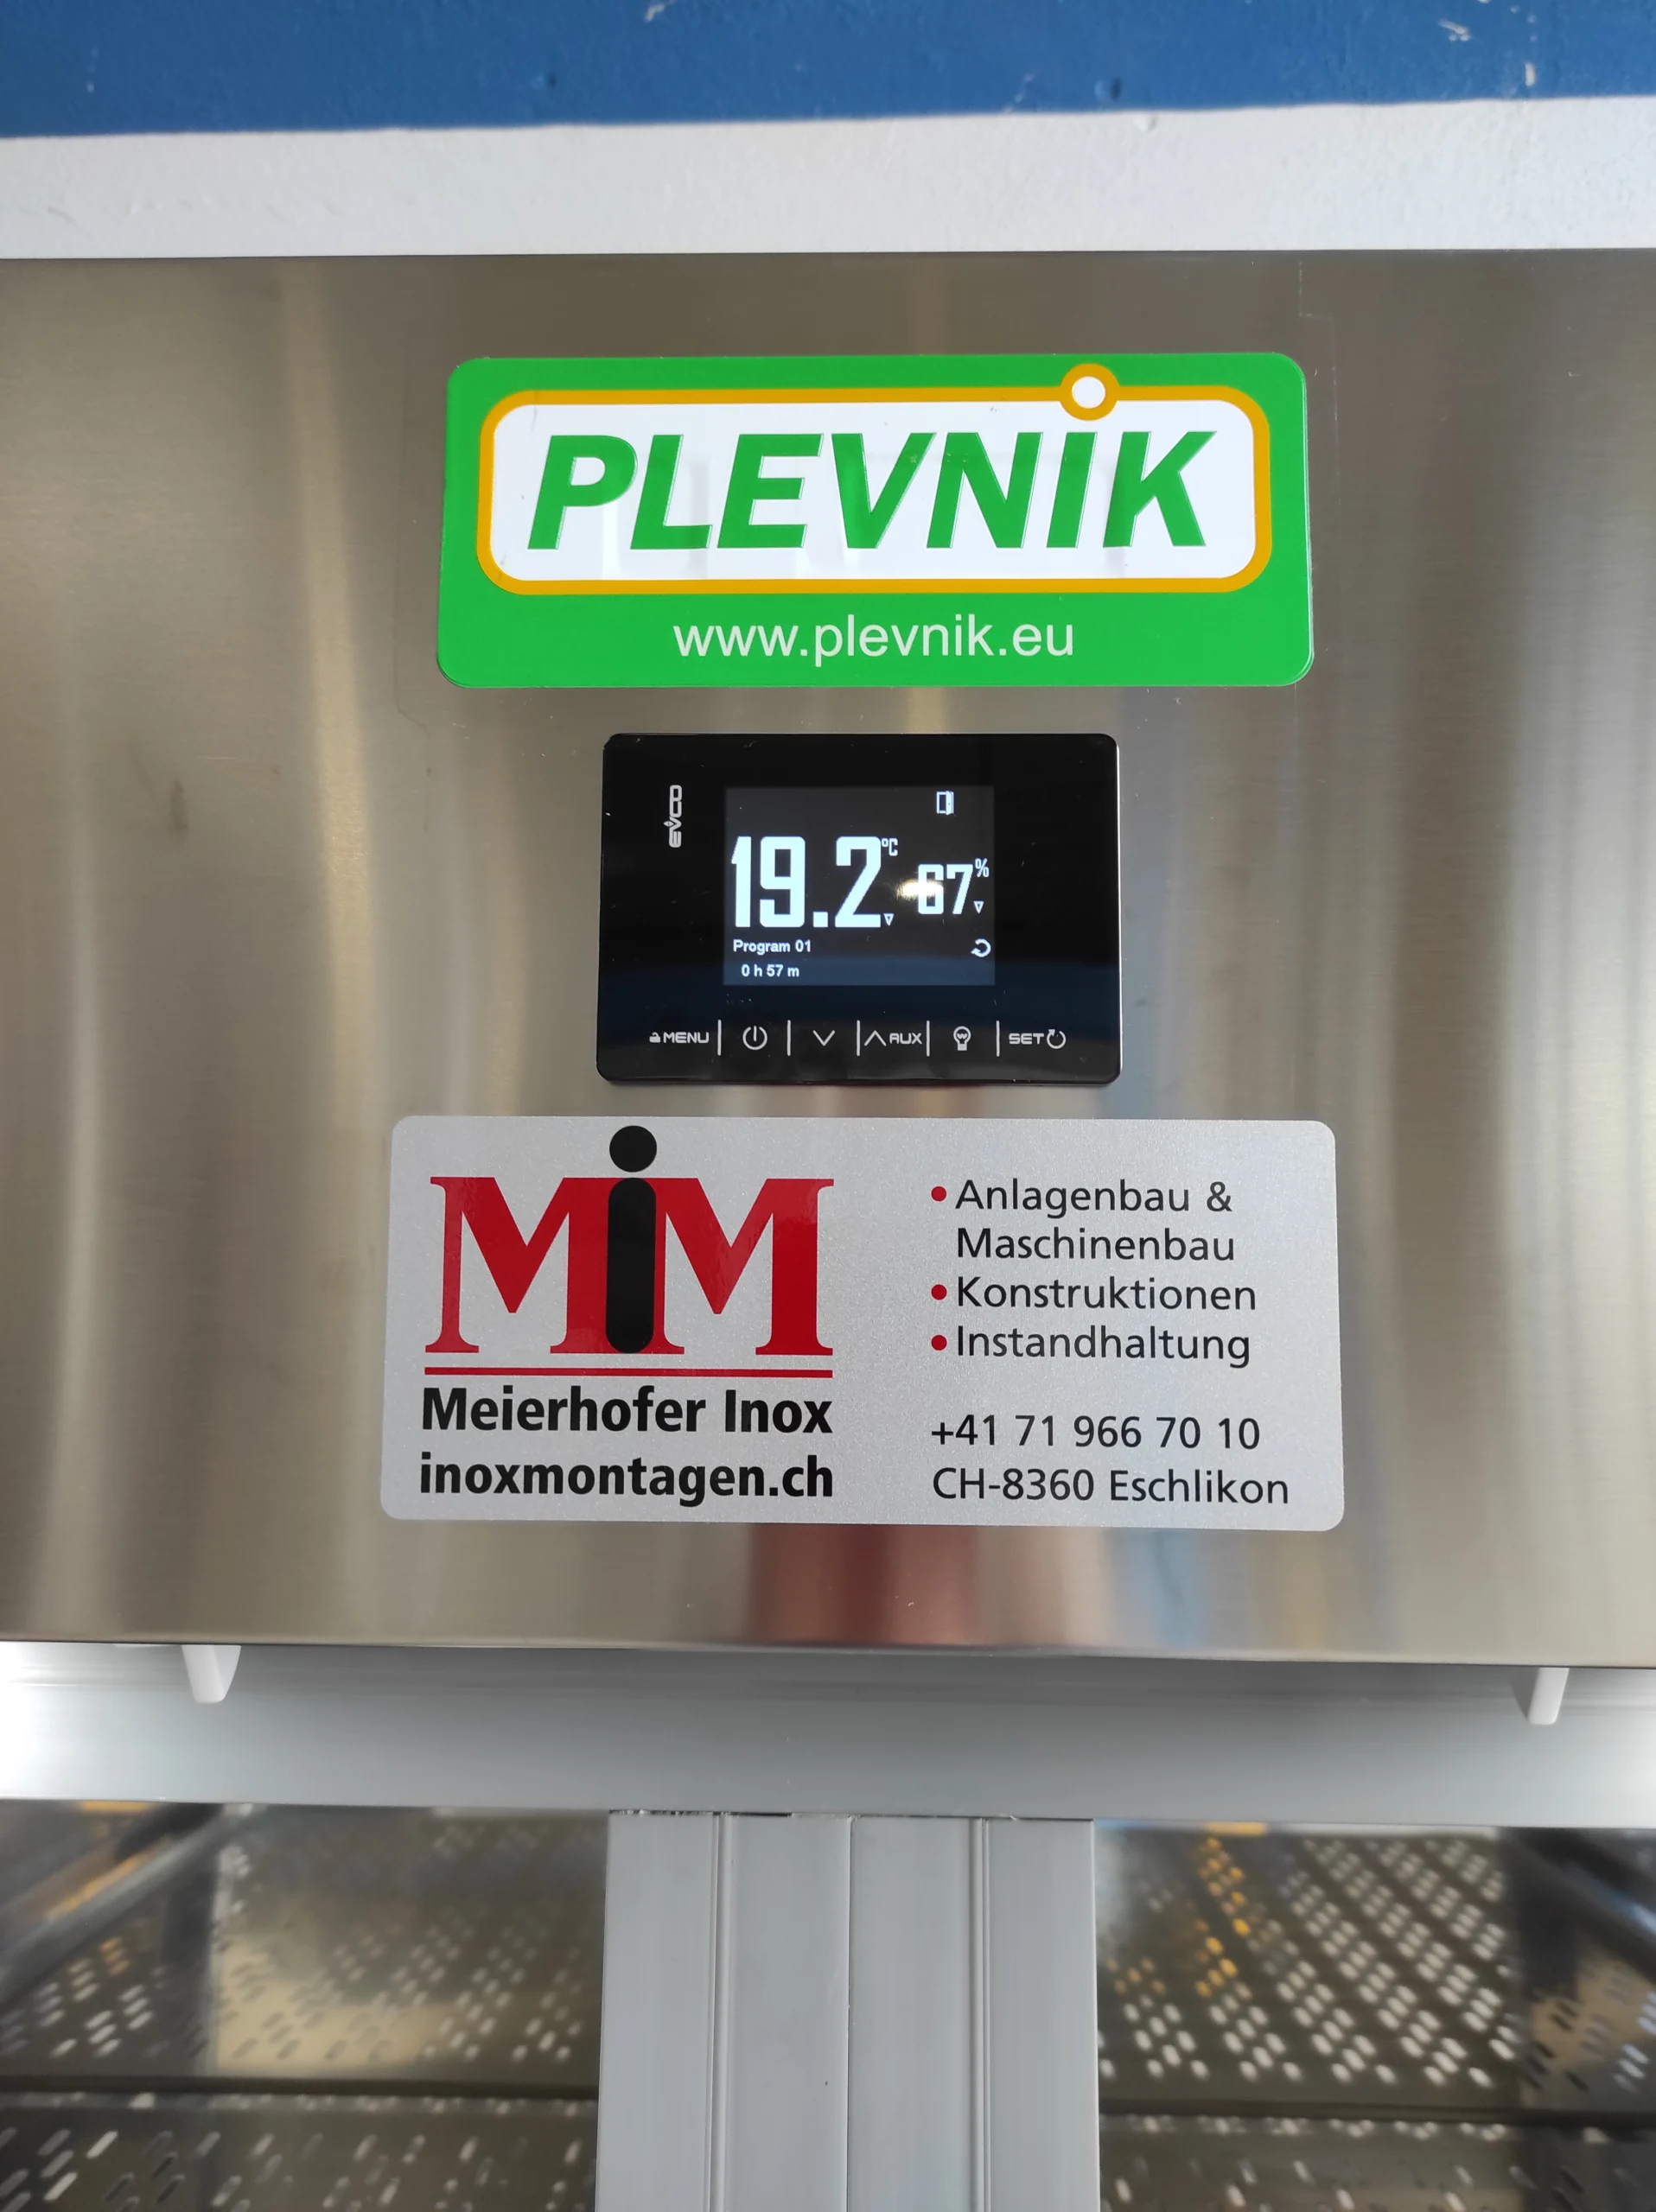 PLEVNIK
www.plevnik.eu
EVCO
19.2 °C 67 %
Program 01
0 h 57 m
MENU AUX SET
MiM
Meierhofer Inox
inoxmontagen.ch
• Anlagenbau &
Maschinenbau
• Konstruktionen
• Instandhaltung
+41 71 966 70 10
CH-8360 Eschlikon